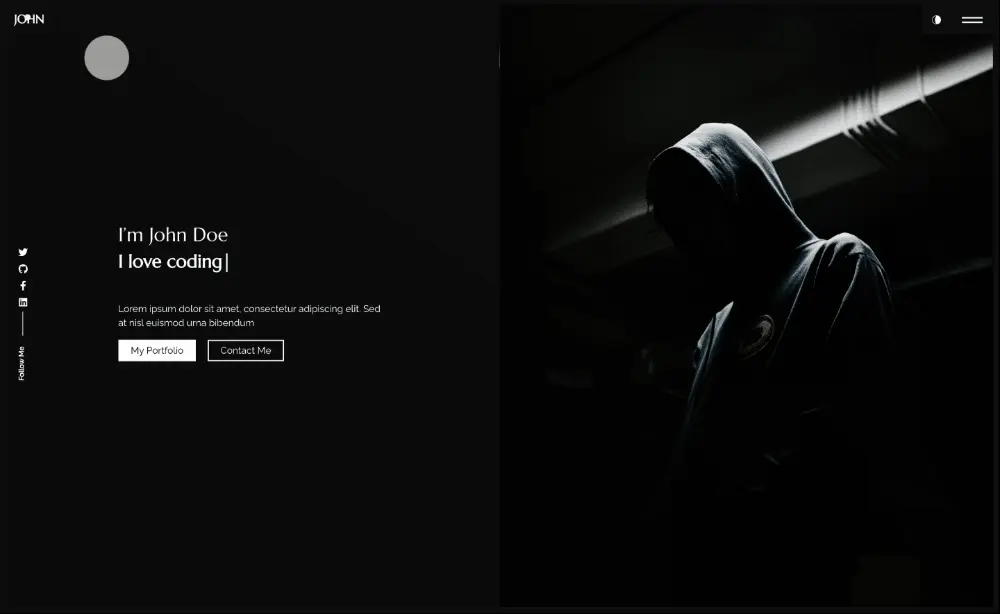 JOHN
I'm John Doe
I love coding|
Lorem ipsum dolor sit amet, consectetur adipiscing elit. Sed
at nisl euismod urna bibendum
My Portfolio
Contact Me
Follow Me